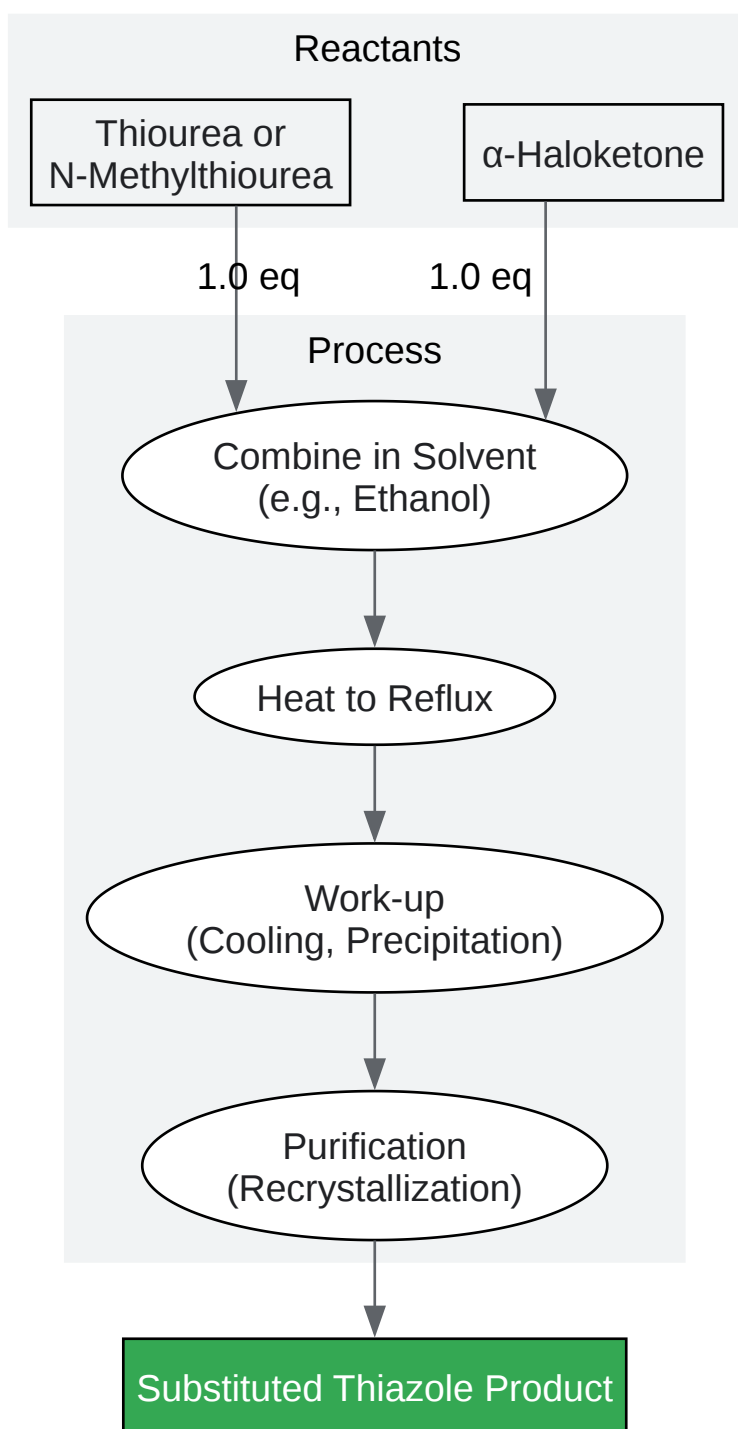 Reactants
Thiourea or
N-Methylthiourea
α-Haloketone
1.0 eq
1.0 eq
Process
Combine in Solvent
(e.g., Ethanol)
Heat to Reflux
Work-up
(Cooling, Precipitation)
Purification
(Recrystallization)
Substituted Thiazole Product